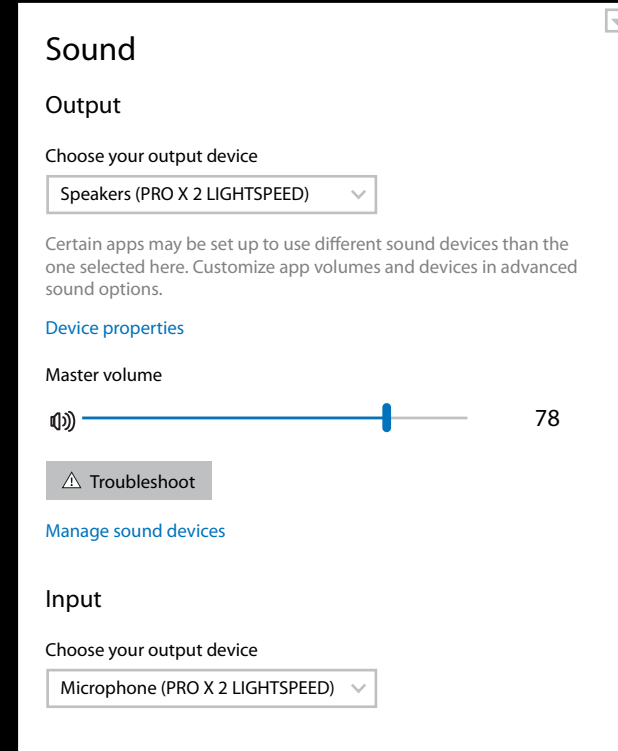 Sound
Output
Choose your output device
Speakers (PRO X 2 LIGHTSPEED)
Certain apps may be set up to use different sound devices than the
one selected here. Customize app volumes and devices in advanced
sound options.
Device properties
Master volume
78
Troubleshoot
Manage sound devices
Input
Choose your output device
Microphone (PRO X 2 LIGHTSPEED)